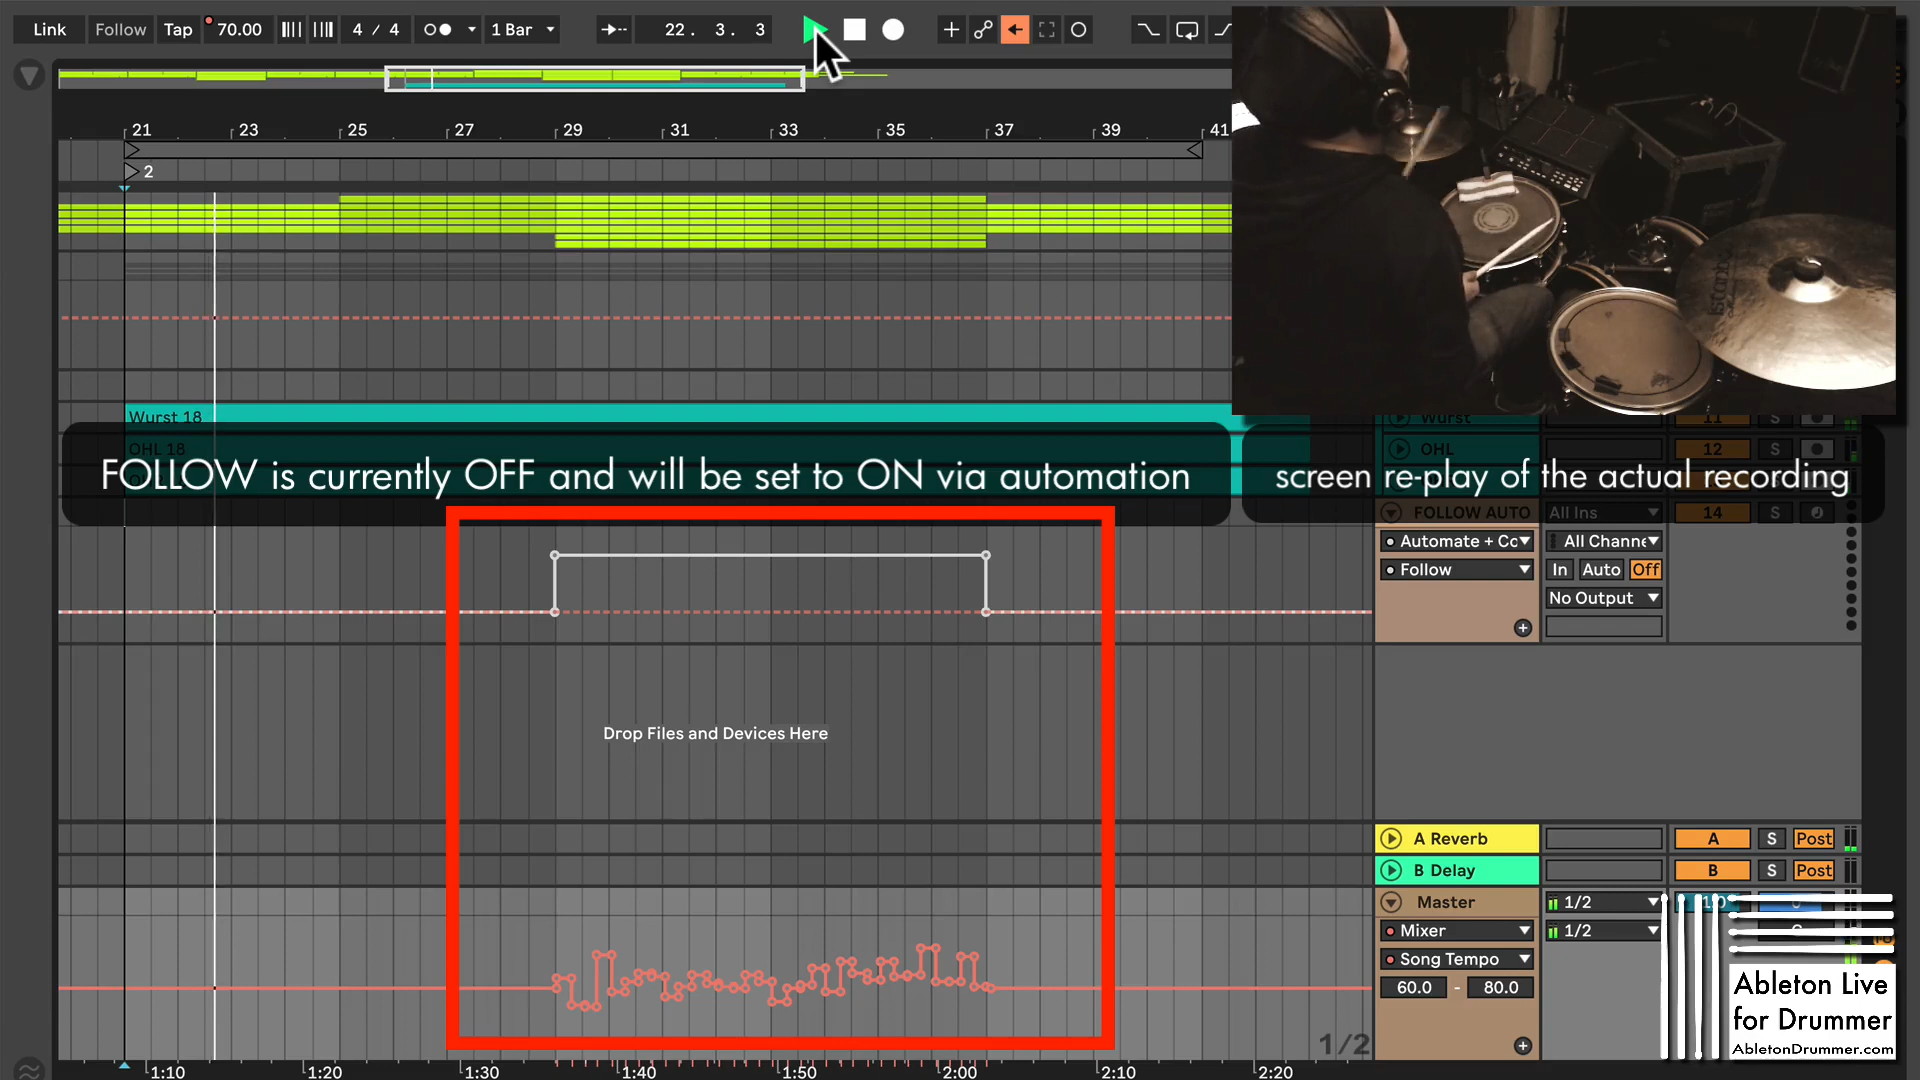 Link Follow Tap 70.00 4 / 4 1 Bar 22. 3. 3
21 23 25 27 29 31 33 35 37 39 41
2
Wurst 18
Wurst 11 S
OHL 18
OHL 12 S
FOLLOW is currently OFF and will be set to ON via automation
screen re-play of the actual recording
FOLLOW AUTO All Ins 14 S
Automate + Cc All Channe
Follow In Auto Off
No Output
Drop Files and Devices Here
A Reverb A S Post
B Delay B S Post
Master 1/2
Mixer 1/2
Song Tempo
60.0 - 80.0
1/2
Ableton Live
for Drummer
AbletonDrummer.com
1:10 1:20 1:30 1:40 1:50 2:00 2:10 2:20